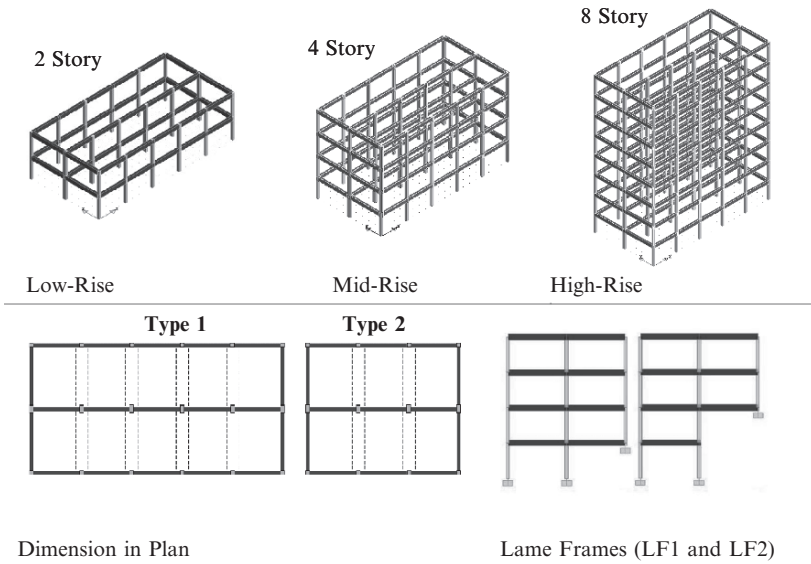 2 Story
4 Story
8 Story
Low-Rise
Mid-Rise
High-Rise
Type 1
Type 2
Dimension in Plan
Lame Frames (LF1 and LF2)